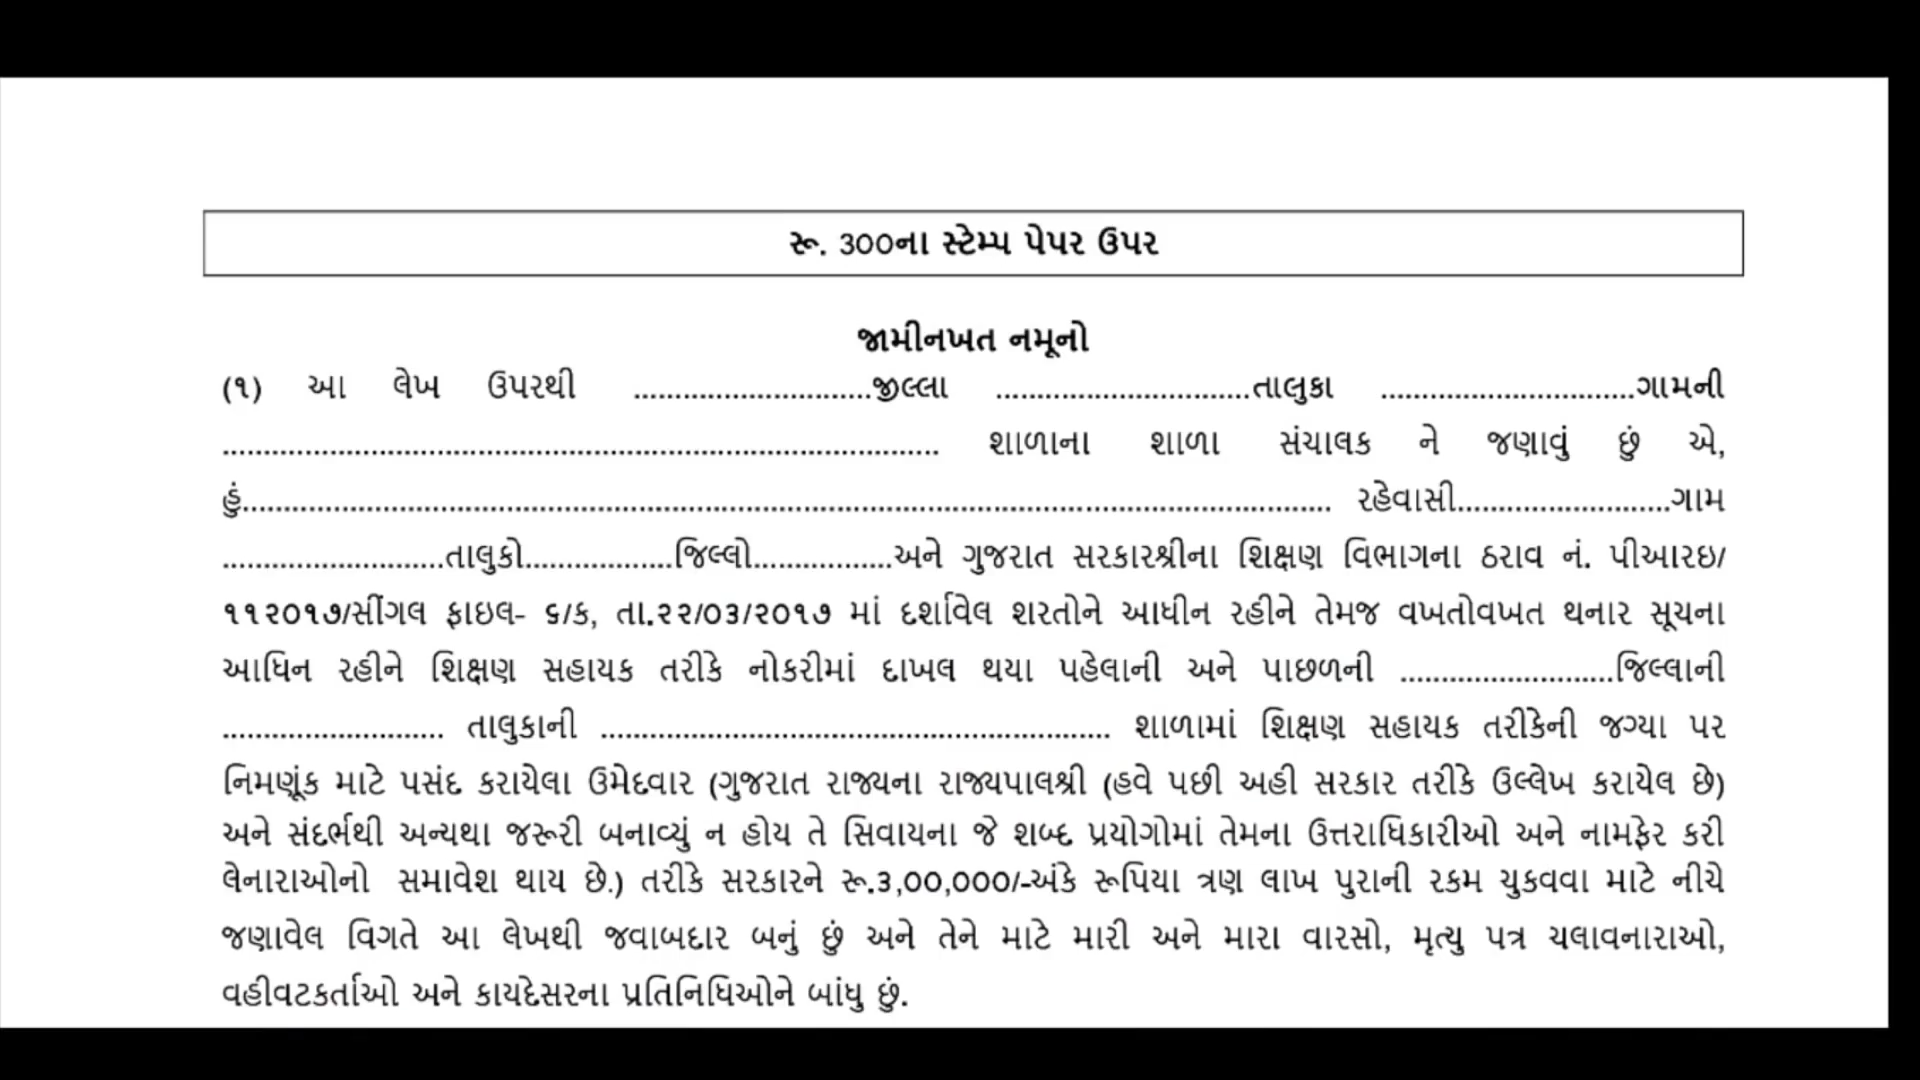 રૂ. 300ના સ્ટેમ્પ પેપર ઉપર
જામીનખત નમૂનો
(૧) આ લેખ ઉપરથી .............................જીલ્લા ...............................તાલુકા ...............................ગામની
........................................................................................ શાળાના શાળા સંચાલક ને જણાવું છું એ,
હું..................................................................................................................................... રહેવાસી..........................ગામ
...........................તાલુકો..................જિલ્લો.................અને ગુજરાત સરકારશ્રીના શિક્ષણ વિભાગના ઠરાવ નં. પીઆરઇ/
૧૧૨૦૧૭/સીંગલ ફાઇલ- ૬/ક, તા.૨૨/૦૩/૨૦૧૭ માં દર્શાવેલ શરતોને આધીન રહીને તેમજ વખતોવખત થનાર સૂચના
આધિન રહીને શિક્ષણ સહાયક તરીકે નોકરીમાં દાખલ થયા પહેલાની અને પાછળની ..........................જિલ્લાની
........................... તાલુકાની .............................................................. શાળામાં શિક્ષણ સહાયક તરીકેની જગ્યા પર
નિમણૂંક માટે પસંદ કરાયેલા ઉમેદવાર (ગુજરાત રાજ્યના રાજ્યપાલશ્રી (હવે પછી અહી સરકાર તરીકે ઉલ્લેખ કરાયેલ છે)
અને સંદર્ભથી અન્યથા જરૂરી બનાવ્યું ન હોય તે સિવાયના જે શબ્દ પ્રયોગોમાં તેમના ઉત્તરાધિકારીઓ અને નામફેર કરી
લેનારાઓનો સમાવેશ થાય છે.) તરીકે સરકારને રૂ.૩,૦૦,૦૦૦/-અંકે રૂપિયા ત્રણ લાખ પુરાની રકમ ચુકવવા માટે નીચે
જણાવેલ વિગતે આ લેખથી જવાબદાર બનું છું અને તેને માટે મારી અને મારા વારસો, મૃત્યુ પત્ર ચલાવનારાઓ,
વહીવટકર્તાઓ અને કાયદેસરના પ્રતિનિધિઓને બાંધુ છું.